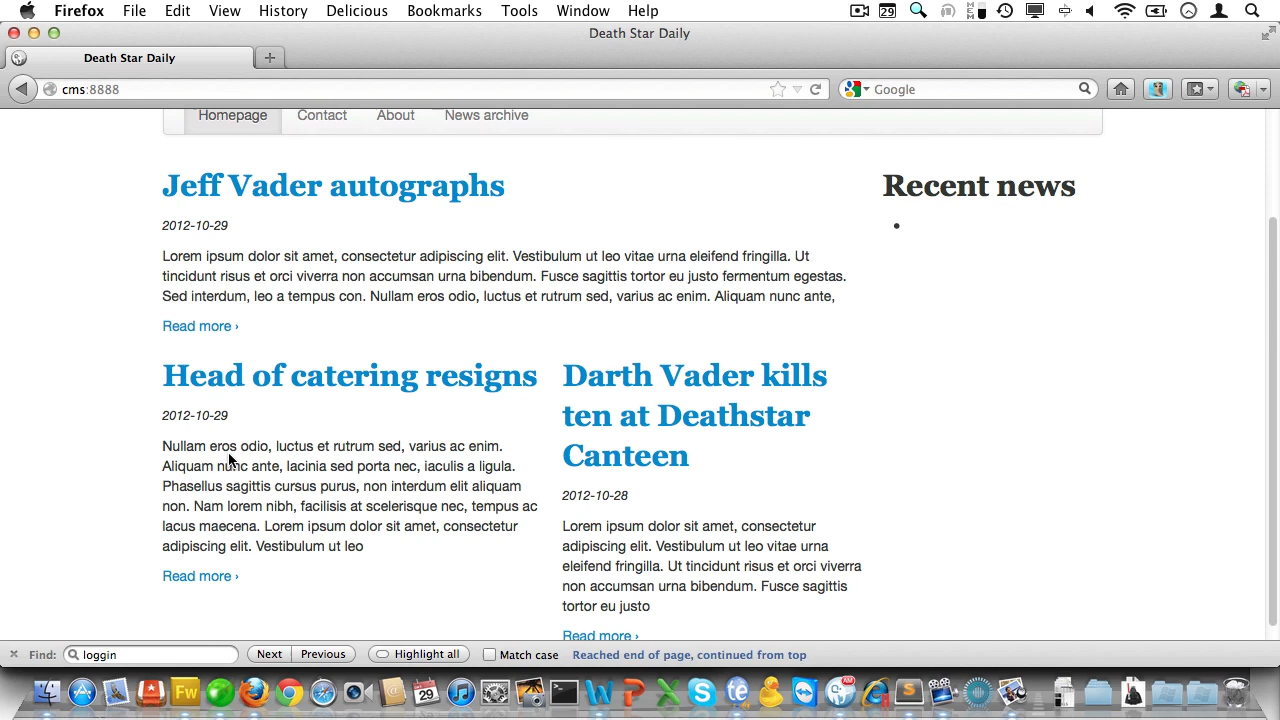 Firefox File Edit View History Delicious Bookmarks Tools Window Help
Death Star Daily
Death Star Daily
cms:8888
Google
Homepage Contact About News archive
Jeff Vader autographs
2012-10-29
Lorem ipsum dolor sit amet, consectetur adipiscing elit. Vestibulum ut leo vitae urna eleifend fringilla. Ut
tincidunt risus et orci viverra non accumsan urna bibendum. Fusce sagittis tortor eu justo fermentum egestas.
Sed interdum, leo a tempus con. Nullam eros odio, luctus et rutrum sed, varius ac enim. Aliquam nunc ante,
Read more ›
Recent news
•
Head of catering resigns
2012-10-29
Nullam eros odio, luctus et rutrum sed, varius ac enim.
Aliquam nunc ante, lacinia sed porta nec, iaculis a ligula.
Phasellus sagittis cursus purus, non interdum elit aliquam
non. Nam lorem nibh, facilisis at scelerisque nec, tempus ac
lacus maecena. Lorem ipsum dolor sit amet, consectetur
adipiscing elit. Vestibulum ut leo
Read more ›
Darth Vader kills
ten at Deathstar
Canteen
2012-10-28
Lorem ipsum dolor sit amet, consectetur
adipiscing elit. Vestibulum ut leo vitae urna
eleifend fringilla. Ut tincidunt risus et orci viverra
non accumsan urna bibendum. Fusce sagittis
tortor eu justo
Read more ›
Find: loggin Next Previous Highlight all Match case Reached end of page, continued from top